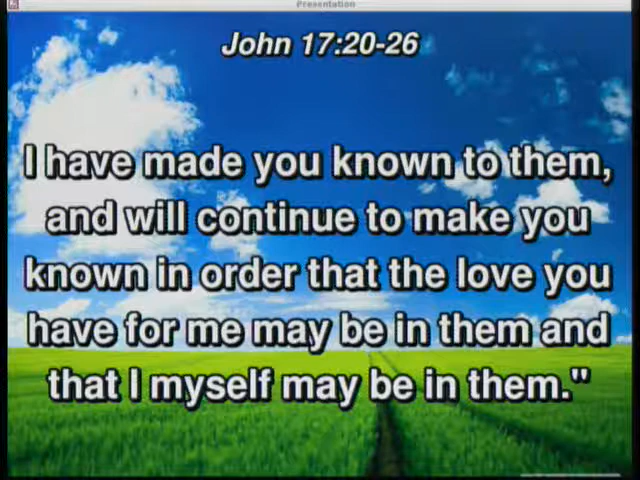 Presentation
John 17:20-26
I have made you known to them,
and will continue to make you
known in order that the love you
have for me may be in them and
that I myself may be in them."